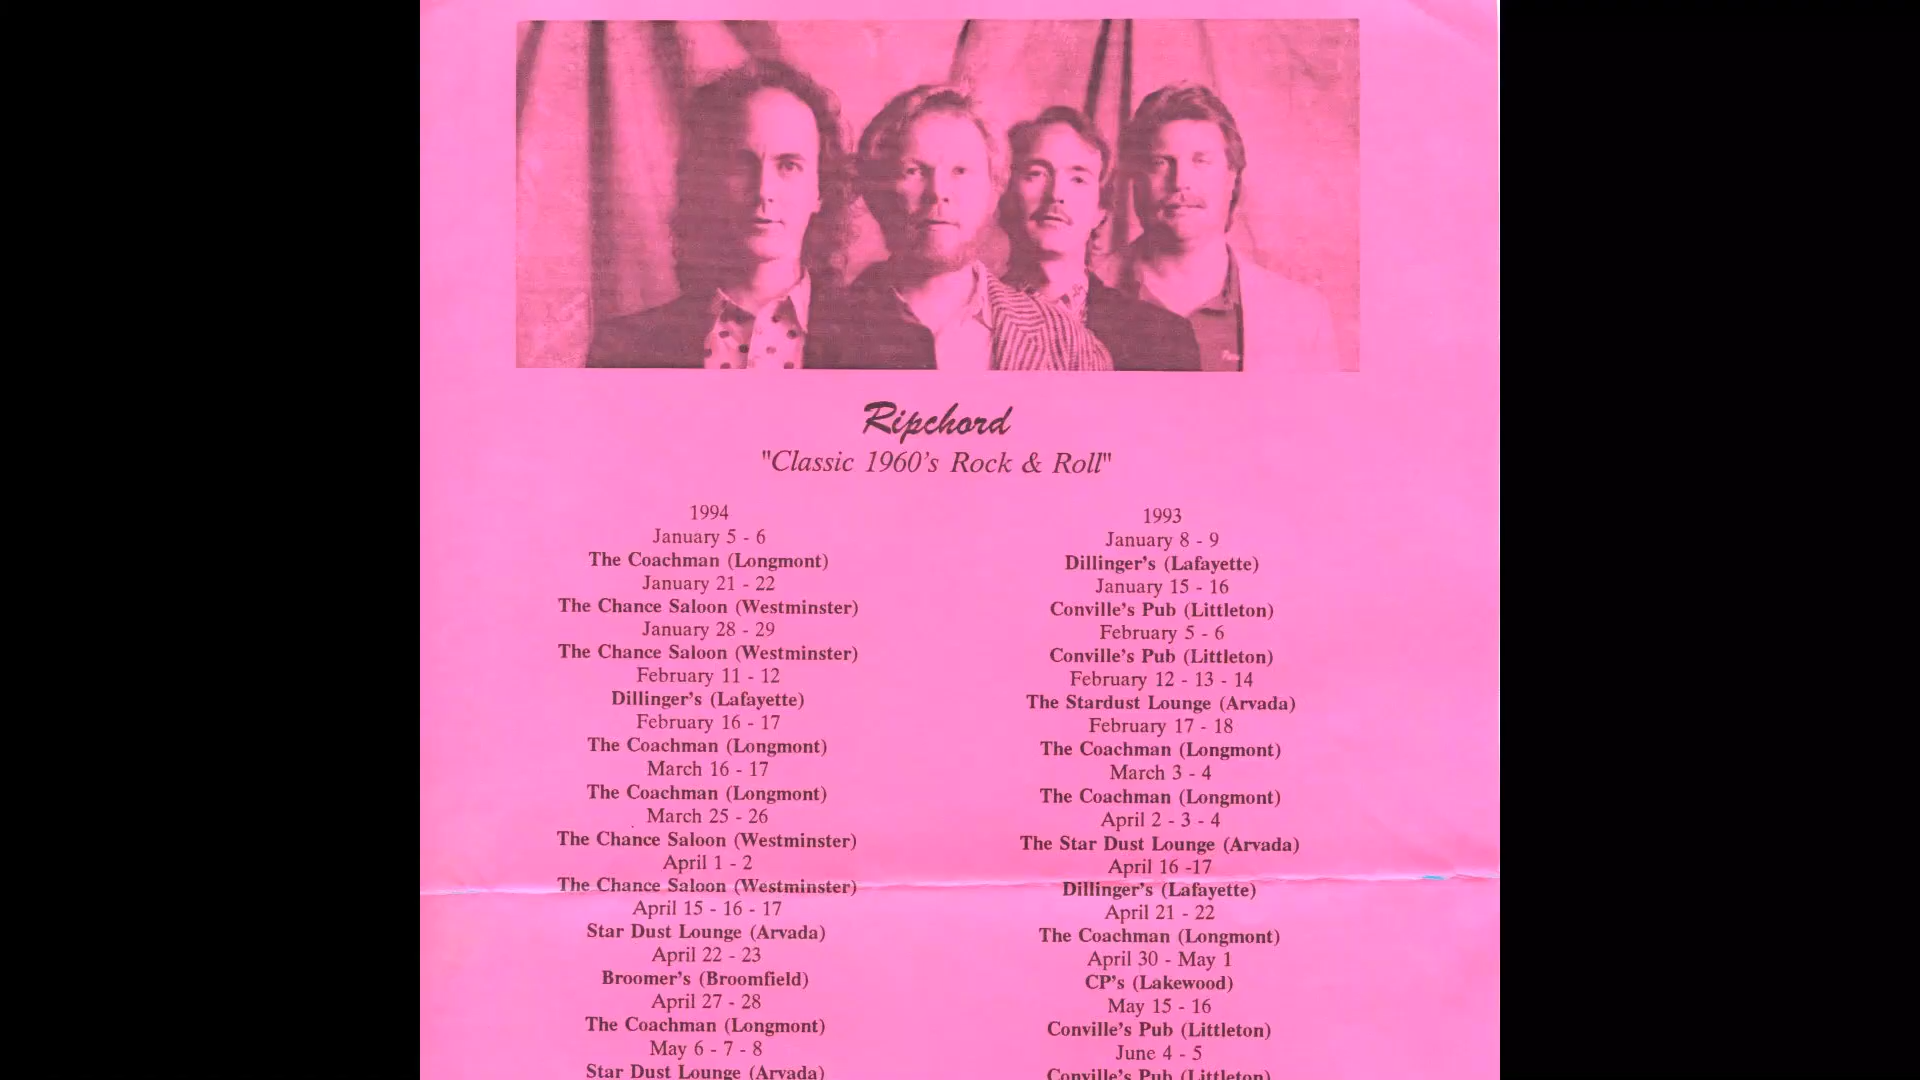 Ripchord
"Classic 1960's Rock & Roll"
1994
January 5 - 6
The Coachman (Longmont)
January 21 - 22
The Chance Saloon (Westminster)
January 28 - 29
The Chance Saloon (Westminster)
February 11 - 12
Dillinger's (Lafayette)
February 16 - 17
The Coachman (Longmont)
March 16 - 17
The Coachman (Longmont)
March 25 - 26
The Chance Saloon (Westminster)
April 1 - 2
The Chance Saloon (Westminster)
April 15 - 16 - 17
Star Dust Lounge (Arvada)
April 22 - 23
Broomer's (Broomfield)
April 27 - 28
The Coachman (Longmont)
May 6 - 7 - 8
Star Dust Lounge (Arvada)
1993
January 8 - 9
Dillinger's (Lafayette)
January 15 - 16
Conville's Pub (Littleton)
February 5 - 6
Conville's Pub (Littleton)
February 12 - 13 - 14
The Stardust Lounge (Arvada)
February 17 - 18
The Coachman (Longmont)
March 3 - 4
The Coachman (Longmont)
April 2 - 3 - 4
The Star Dust Lounge (Arvada)
April 16 -17
Dillinger's (Lafayette)
April 21 - 22
The Coachman (Longmont)
April 30 - May 1
CP's (Lakewood)
May 15 - 16
Conville's Pub (Littleton)
June 4 - 5
Conville's Pub (Littleton)